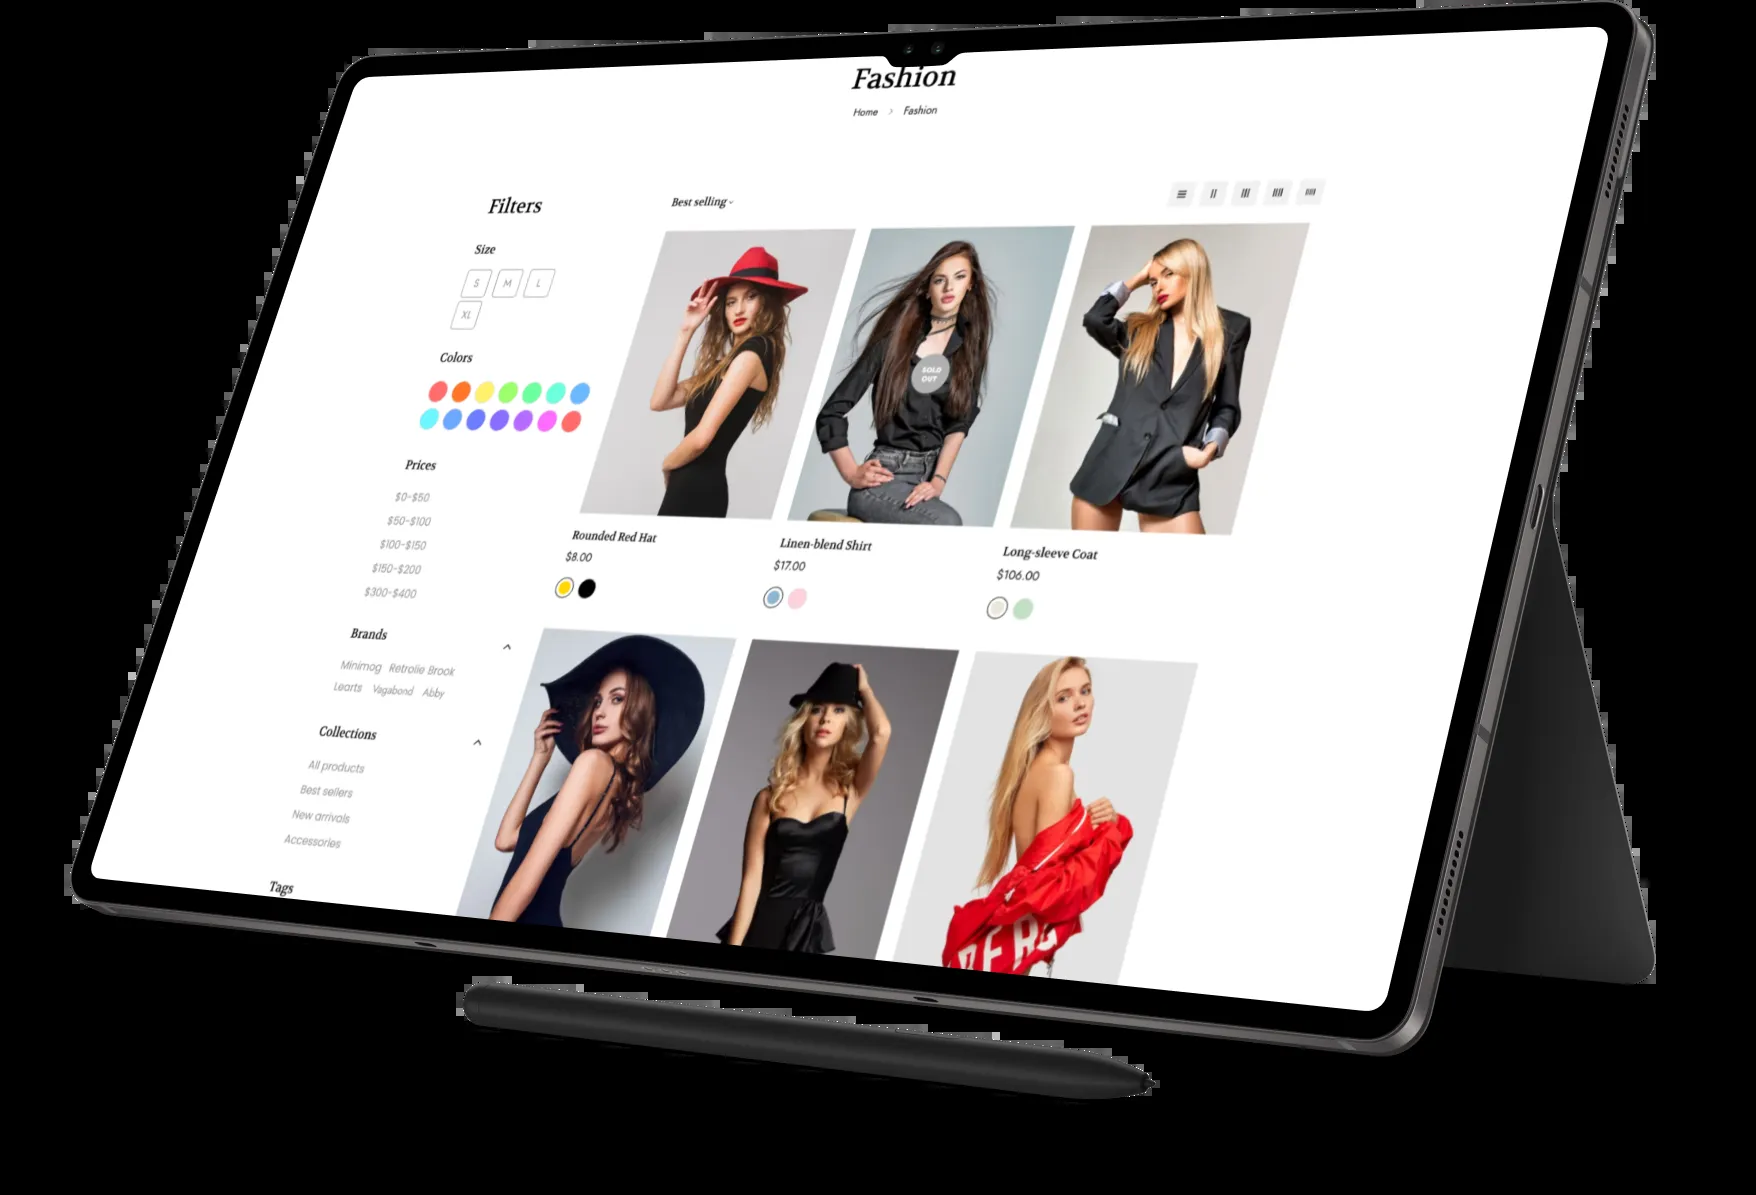 Fashion
Home > Fashion
Filters
Best selling
Size
S M L
XL
Colors
Prices
$0-$50
$50-$100
$100-$150
$150-$200
$300-$400
Brands
Minimog Retrolie Brook
Learts Vagabond Abby
Collections
All products
Best sellers
New arrivals
Accessories
Tags
SOLD
OUT
Rounded Red Hat
$8.00
Linen-blend Shirt
$17.00
Long-sleeve Coat
$106.00